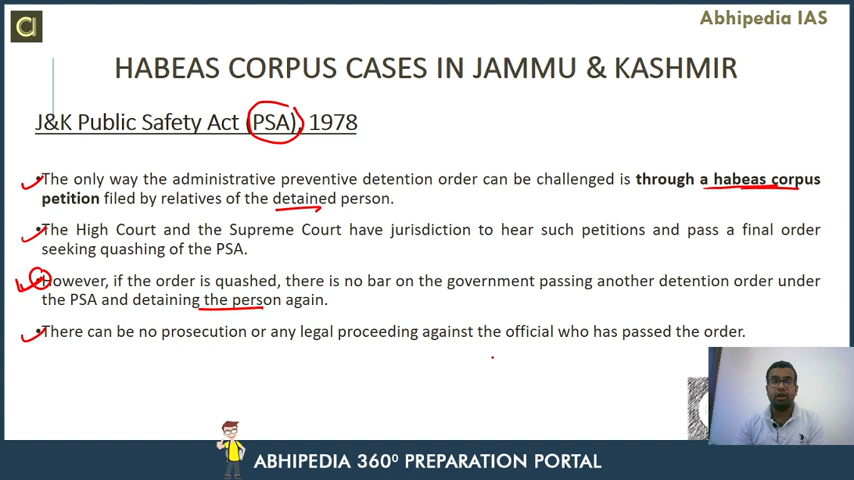 Abhipedia IAS
HABEAS CORPUS CASES IN JAMMU & KASHMIR
J&K Public Safety Act (PSA), 1978
•The only way the administrative preventive detention order can be challenged is through a habeas corpus
petition filed by relatives of the detained person.
•The High Court and the Supreme Court have jurisdiction to hear such petitions and pass a final order
seeking quashing of the PSA.
•However, if the order is quashed, there is no bar on the government passing another detention order under
the PSA and detaining the person again.
•There can be no prosecution or any legal proceeding against the official who has passed the order.
ABHIPEDIA 360⁰ PREPARATION PORTAL